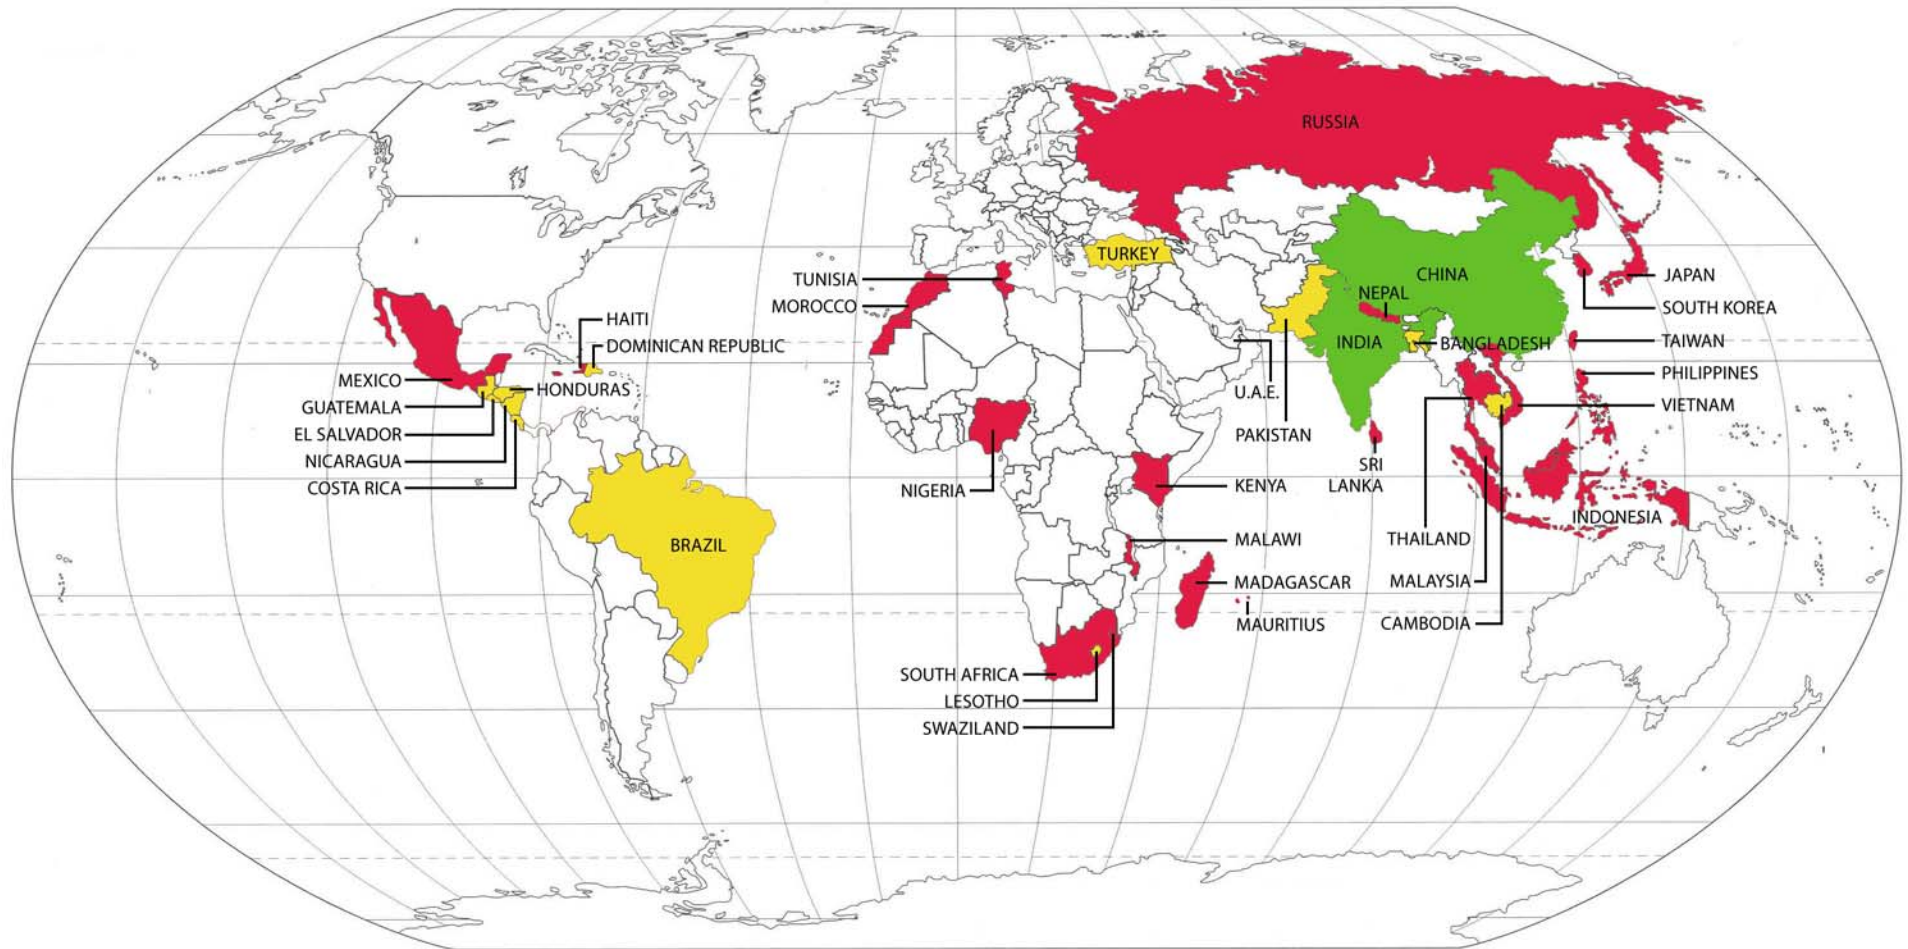 RUSSIA
TURKEY
CHINA
TUNISIA
MOROCCO
NEPAL
JAPAN
SOUTH KOREA
HAITI
DOMINICAN REPUBLIC
INDIA
BANGLADESH
TAIWAN
MEXICO
HONDURAS
U.A.E.
PHILIPPINES
GUATEMALA
VIETNAM
EL SALVADOR
PAKISTAN
NICARAGUA
SRI
LANKA
COSTA RICA
NIGERIA
KENYA
INDONESIA
BRAZIL
MALAWI
THAILAND
MADAGASCAR
MALAYSIA
MAURITIUS
CAMBODIA
SOUTH AFRICA
LESOTHO
SWAZILAND